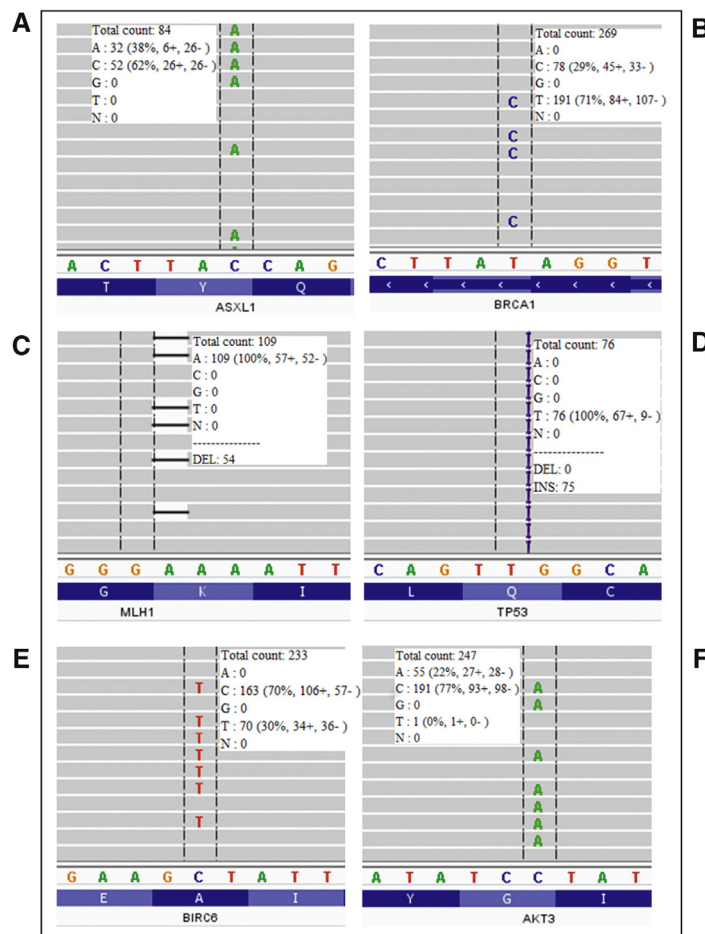 A
Total count: 84
A : 32 (38%, 6+, 26- )
C : 52 (62%, 26+, 26- )
G : 0
T : 0
N : 0
A
A
A
A
A
A
A C T T A C C A G
T Y Q
ASXL1
B
Total count: 269
A : 0
C : 78 (29%, 45+, 33- )
G : 0
T : 191 (71%, 84+, 107- )
N : 0
C
C
C
C
C T T A T A G G T
< < < < < < < <
BRCA1
C
Total count: 109
A : 109 (100%, 57+, 52- )
C : 0
G : 0
T : 0
N : 0
---------------
DEL: 54
G G G A A A A T T
G K I
MLH1
D
Total count: 76
A : 0
C : 0
G : 0
T : 76 (100%, 67+, 9- )
N : 0
---------------
DEL: 0
INS: 75
C A G T T G G C A
L Q C
TP53
E
Total count: 233
A : 0
C : 163 (70%, 106+, 57- )
G : 0
T : 70 (30%, 34+, 36- )
N : 0
T
T
T
T
T
T
T
G A A G C T A T T
E A I
BIRC6
F
Total count: 247
A : 55 (22%, 27+, 28- )
C : 191 (77%, 93+, 98- )
G : 0
T : 1 (0%, 1+, 0- )
N : 0
A
A
A
A
A
A
A
A T A T C C T A T
Y G I
AKT3